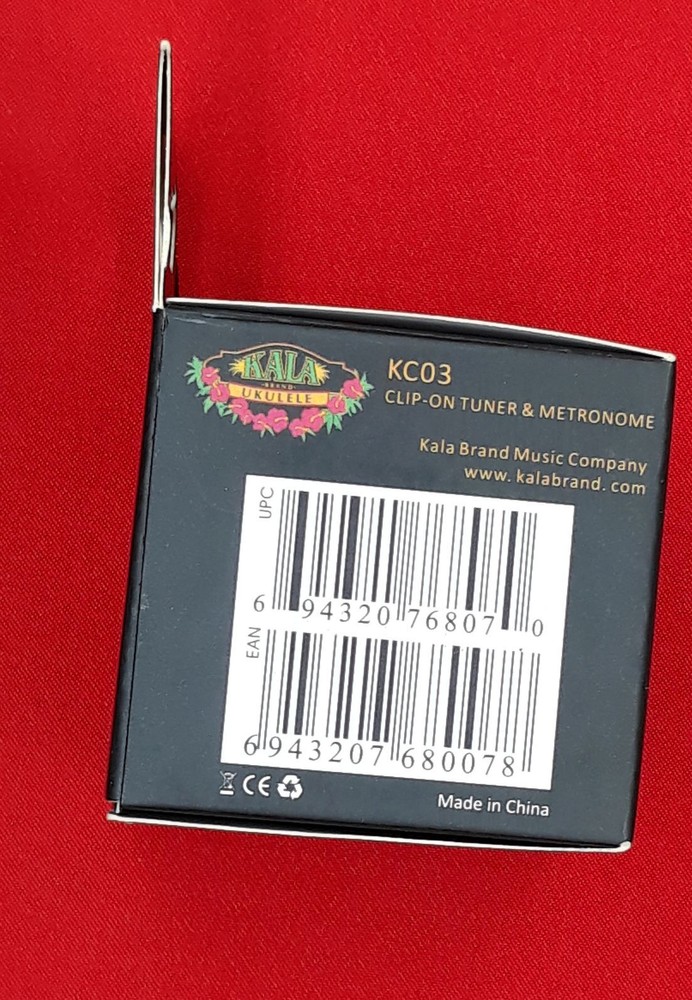 KALA
BRAND
UKULELE
KC03
CLIP-ON TUNER & METRONOME
Kala Brand Music Company
www. kalabrand. com
UPC
6 94320 76807 0
EAN
6 943207 680078
CE
Made in China